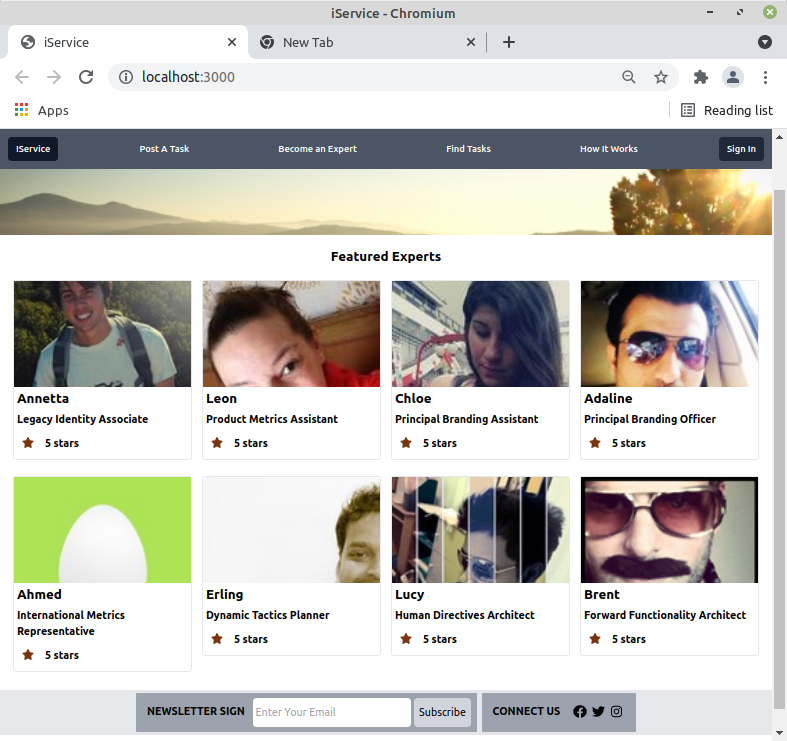 iService - Chromium
iService
New Tab
localhost:3000
Apps
Reading list
IService Post A Task Become an Expert Find Tasks How It Works Sign In
Featured Experts
Annetta
Legacy Identity Associate
5 stars
Leon
Product Metrics Assistant
5 stars
Chloe
Principal Branding Assistant
5 stars
Adaline
Principal Branding Officer
5 stars
Ahmed
International Metrics
Representative
5 stars
Erling
Dynamic Tactics Planner
5 stars
Lucy
Human Directives Architect
5 stars
Brent
Forward Functionality Architect
5 stars
NEWSLETTER SIGN Enter Your Email Subscribe CONNECT US